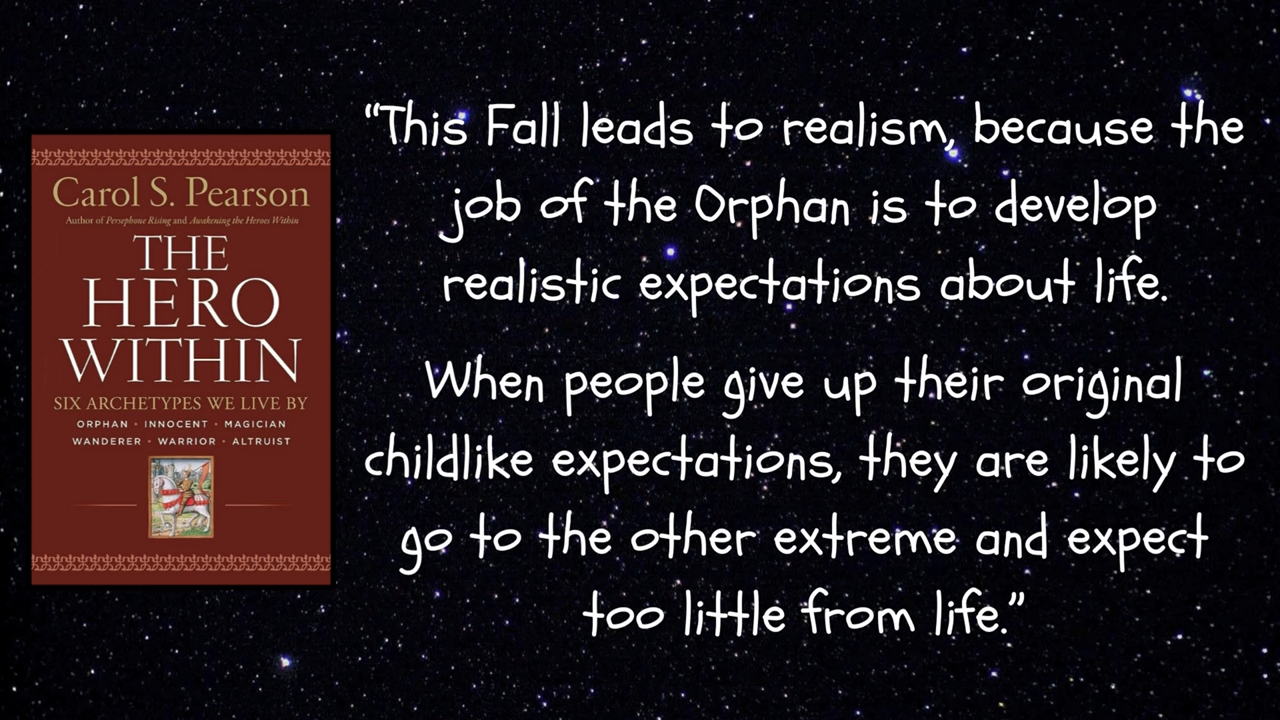 Carol S. Pearson
Author of Persephone Rising and Awakening the Heroes Within
THE
HERO
WITHIN
SIX ARCHETYPES WE LIVE BY
ORPHAN • INNOCENT • MAGICIAN
WANDERER • WARRIOR • ALTRUIST
“This Fall leads to realism, because the
job of the Orphan is to develop
realistic expectations about life.
When people give up their original
childlike expectations, they are likely to
go to the other extreme and expect
too little from life.”